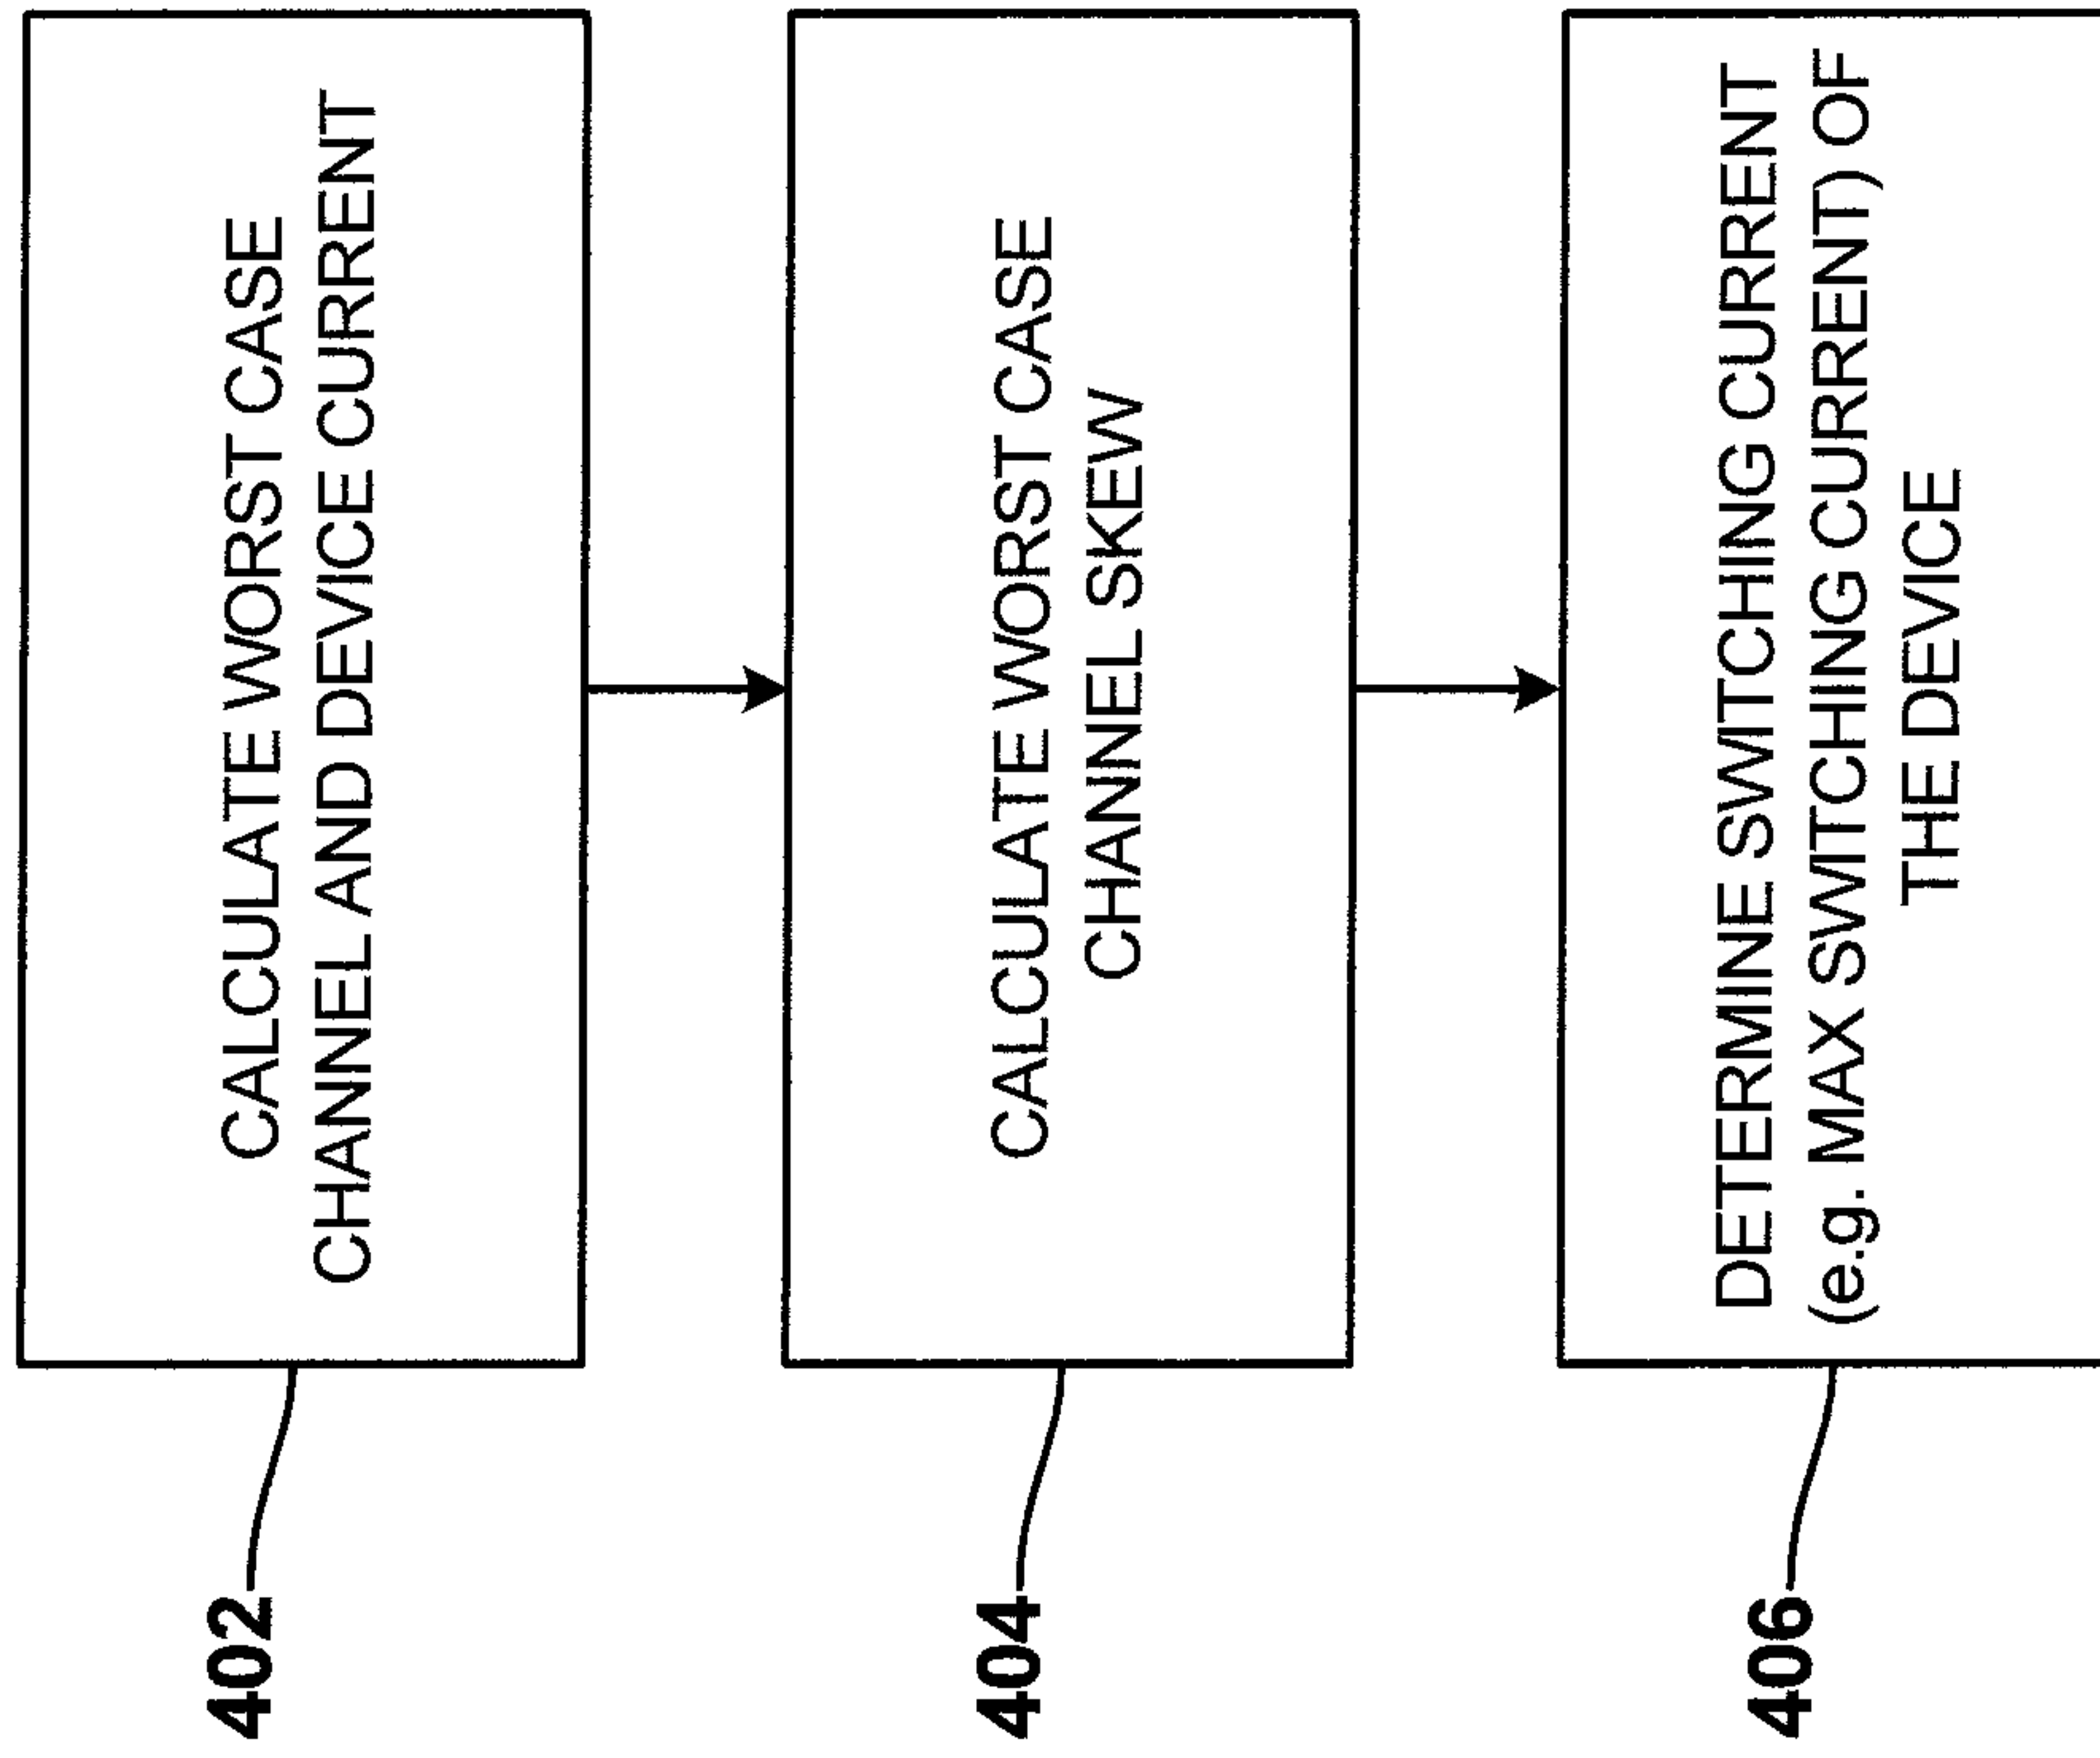 402
CALCULATE WORST CASE
CHANNEL AND DEVICE CURRENT
404
CALCULATE WORST CASE
CHANNEL SKEW
406
DETERMINE SWITCHING CURRENT
(e.g. MAX SWITCHING CURRENT) OF
THE DEVICE